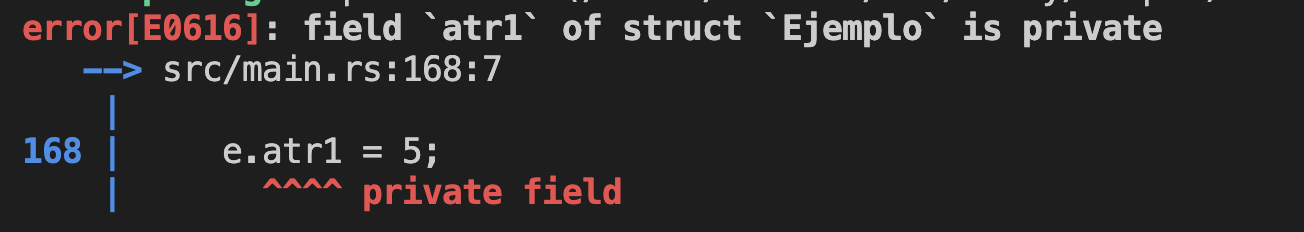 error[E0616]: field `atr1` of struct `Ejemplo` is private
--> src/main.rs:168:7
|
168 | e.atr1 = 5;
| ^^^^ private field